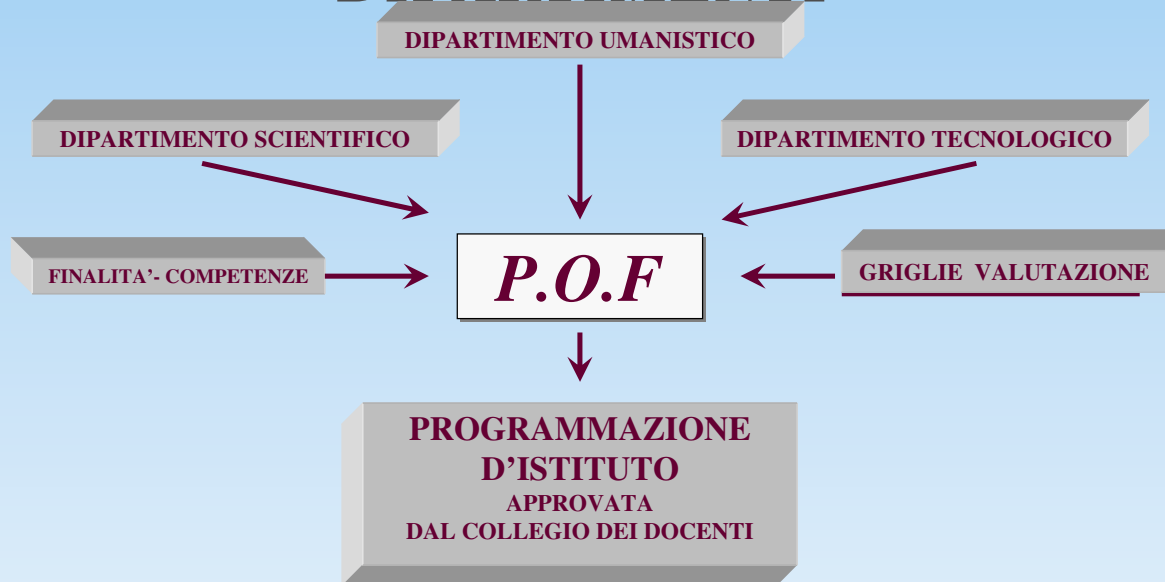 DIPARTIMENTO UMANISTICO
DIPARTIMENTO SCIENTIFICO
DIPARTIMENTO TECNOLOGICO
FINALITA’- COMPETENZE
P.O.F
GRIGLIE VALUTAZIONE
PROGRAMMAZIONE
D’ISTITUTO
APPROVATA
DAL COLLEGIO DEI DOCENTI